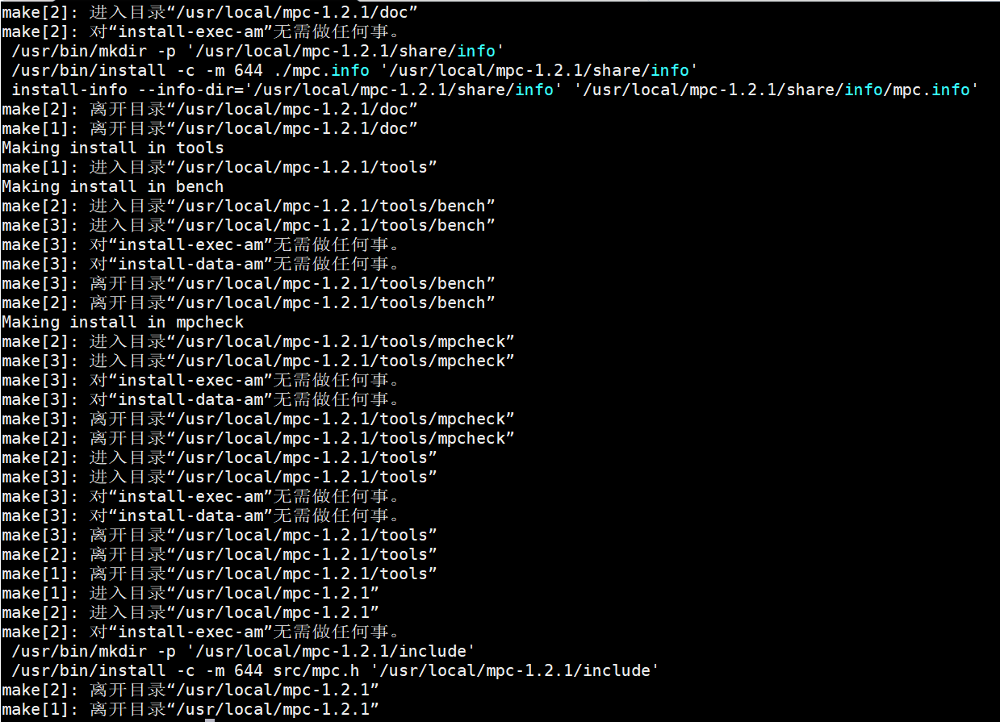 make[2]: 进入目录“/usr/local/mpc-1.2.1/doc”
make[2]: 对“install-exec-am”无需做任何事。
 /usr/bin/mkdir -p '/usr/local/mpc-1.2.1/share/info'
 /usr/bin/install -c -m 644 ./mpc.info '/usr/local/mpc-1.2.1/share/info'
 install-info --info-dir='/usr/local/mpc-1.2.1/share/info' '/usr/local/mpc-1.2.1/share/info/mpc.info'
make[2]: 离开目录“/usr/local/mpc-1.2.1/doc”
make[1]: 离开目录“/usr/local/mpc-1.2.1/doc”
Making install in tools
make[1]: 进入目录“/usr/local/mpc-1.2.1/tools”
Making install in bench
make[2]: 进入目录“/usr/local/mpc-1.2.1/tools/bench”
make[3]: 进入目录“/usr/local/mpc-1.2.1/tools/bench”
make[3]: 对“install-exec-am”无需做任何事。
make[3]: 对“install-data-am”无需做任何事。
make[3]: 离开目录“/usr/local/mpc-1.2.1/tools/bench”
make[2]: 离开目录“/usr/local/mpc-1.2.1/tools/bench”
Making install in mpcheck
make[2]: 进入目录“/usr/local/mpc-1.2.1/tools/mpcheck”
make[3]: 进入目录“/usr/local/mpc-1.2.1/tools/mpcheck”
make[3]: 对“install-exec-am”无需做任何事。
make[3]: 对“install-data-am”无需做任何事。
make[3]: 离开目录“/usr/local/mpc-1.2.1/tools/mpcheck”
make[2]: 离开目录“/usr/local/mpc-1.2.1/tools/mpcheck”
make[2]: 进入目录“/usr/local/mpc-1.2.1/tools”
make[3]: 进入目录“/usr/local/mpc-1.2.1/tools”
make[3]: 对“install-exec-am”无需做任何事。
make[3]: 对“install-data-am”无需做任何事。
make[3]: 离开目录“/usr/local/mpc-1.2.1/tools”
make[2]: 离开目录“/usr/local/mpc-1.2.1/tools”
make[1]: 离开目录“/usr/local/mpc-1.2.1/tools”
make[1]: 进入目录“/usr/local/mpc-1.2.1”
make[2]: 进入目录“/usr/local/mpc-1.2.1”
make[2]: 对“install-exec-am”无需做任何事。
 /usr/bin/mkdir -p '/usr/local/mpc-1.2.1/include'
 /usr/bin/install -c -m 644 src/mpc.h '/usr/local/mpc-1.2.1/include'
make[2]: 离开目录“/usr/local/mpc-1.2.1”
make[1]: 离开目录“/usr/local/mpc-1.2.1”